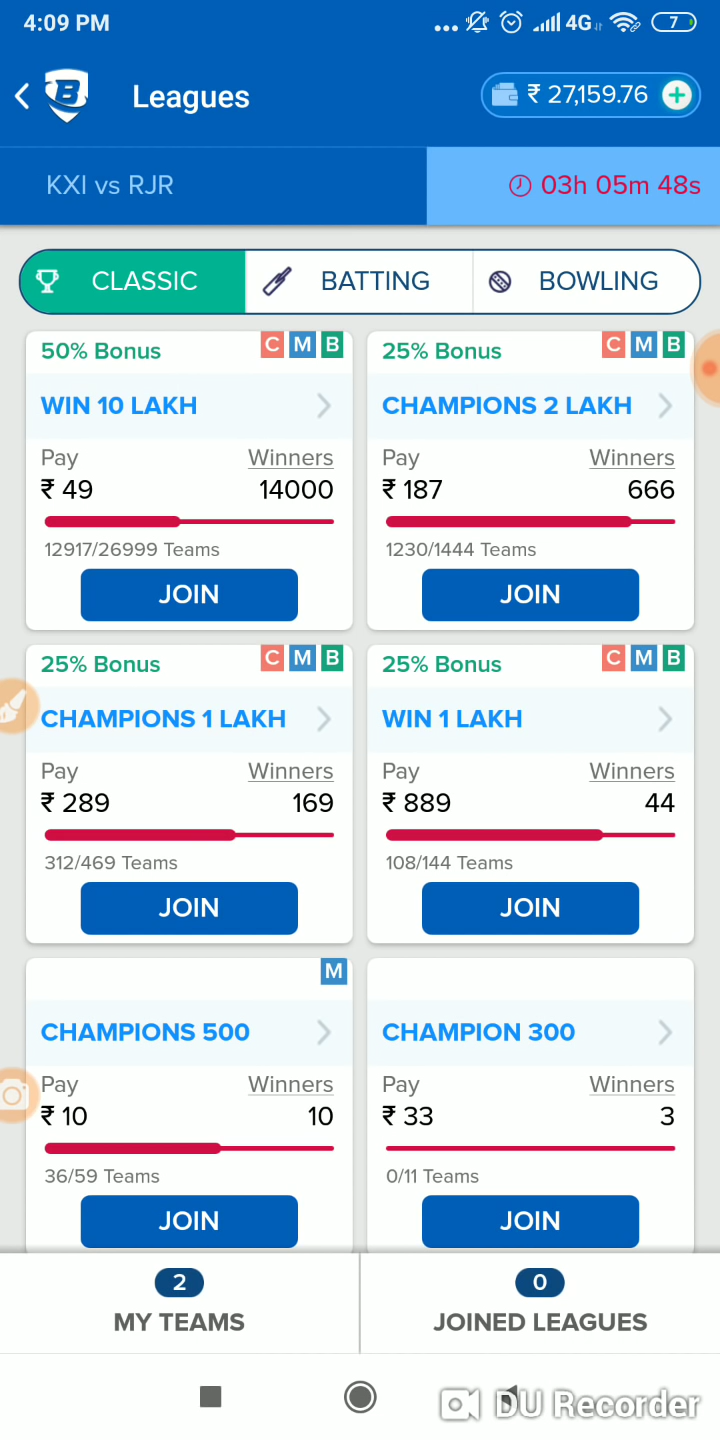 4:09 PM
4G
7
B
Leagues
₹ 27,159.76
KXI vs RJR
03h 05m 48s
CLASSIC
BATTING
BOWLING
50% Bonus
C M B
WIN 10 LAKH
Pay
Winners
₹ 49
14000
12917/26999 Teams
JOIN
25% Bonus
C M B
CHAMPIONS 2 LAKH
Pay
Winners
₹ 187
666
1230/1444 Teams
JOIN
25% Bonus
C M B
CHAMPIONS 1 LAKH
Pay
Winners
₹ 289
169
312/469 Teams
JOIN
25% Bonus
C M B
WIN 1 LAKH
Pay
Winners
₹ 889
44
108/144 Teams
JOIN
M
CHAMPIONS 500
Pay
Winners
₹ 10
10
36/59 Teams
JOIN
CHAMPION 300
Pay
Winners
₹ 33
3
0/11 Teams
JOIN
2
MY TEAMS
0
JOINED LEAGUES
DU Recorder